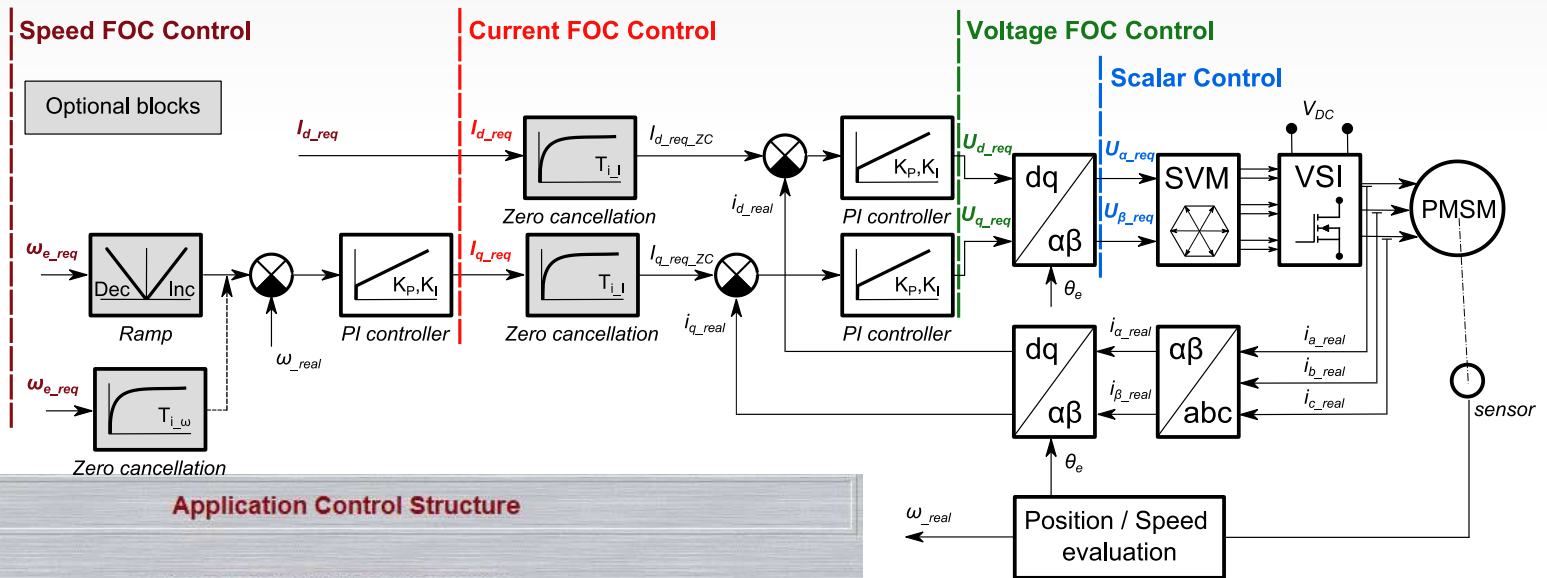 Speed FOC Control
Current FOC Control
Voltage FOC Control
Scalar Control
Optional blocks
V_DC
I_d_req
I_d_req
I_d_req_ZC
U_d_req
U_α_req
T_i_I
K_P,K_I
dq
SVM
VSI
PMSM
Zero cancellation
i_d_real
PI controller
U_q_req
U_β_req
αβ
ω_e_req
I_q_req
I_q_req_ZC
Dec Inc
K_P,K_I
T_i_I
K_P,K_I
θ_e
Ramp
PI controller
Zero cancellation
i_q_real
PI controller
ω_real
dq
i_α_real
αβ
i_a_real
i_b_real
ω_e_req
αβ
i_β_real
abc
i_c_real
sensor
T_i_ω
Zero cancellation
θ_e
Application Control Structure
ω_real
Position / Speed
evaluation